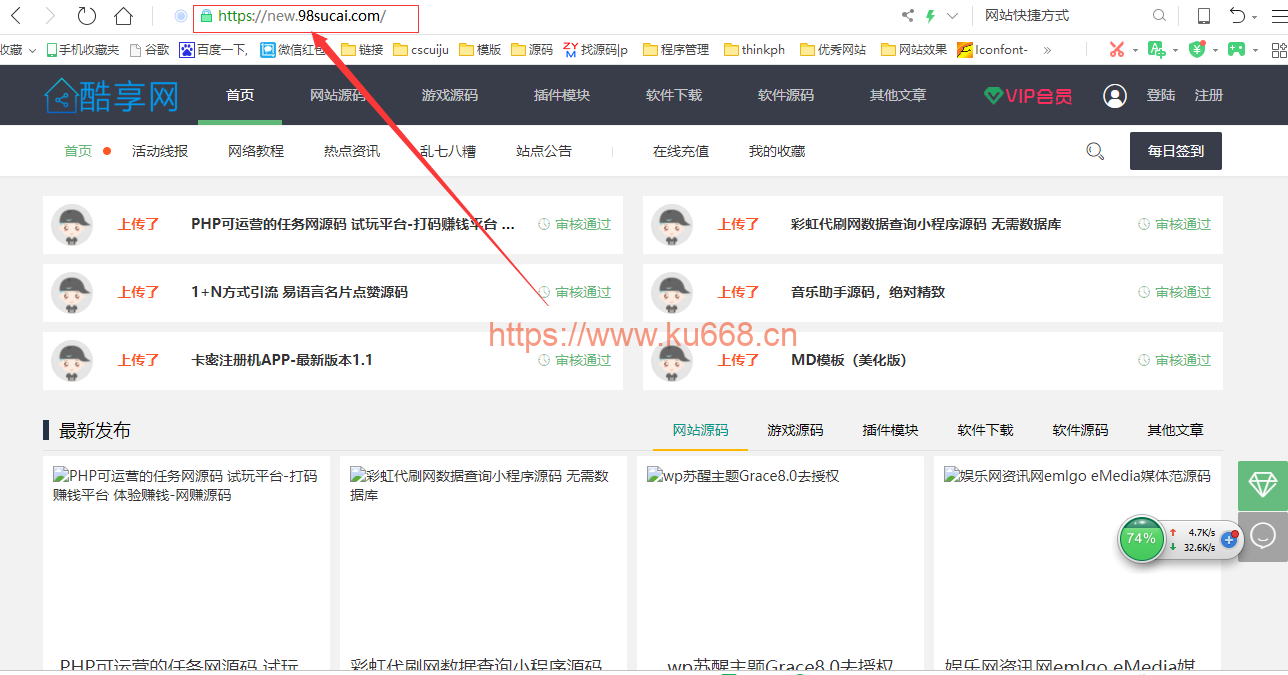 https://new.98sucai.com/
网站快捷方式
收藏 手机收藏夹 谷歌 百度一下, 微信红包 链接 cscuiju 模版 源码 找源码|p 程序管理 thinkph 优秀网站 网站效果 Iconfont- »
酷享网 首页 网站源码 游戏源码 插件模块 软件下载 软件源码 其他文章 VIP会员 登陆 注册
首页 活动线报 网络教程 热点资讯 乱七八糟 站点公告 在线充值 我的收藏 每日签到
上传了 PHP可运营的任务网源码 试玩平台-打码赚钱平台 ... 审核通过
上传了 彩虹代刷网数据查询小程序源码 无需数据库 审核通过
上传了 1+N方式引流 易语言名片点赞源码 审核通过
上传了 音乐助手源码，绝对精致 审核通过
https://www.ku668.cn
上传了 卡密注册机APP-最新版本1.1 审核通过
上传了 MD模板（美化版） 审核通过
最新发布 网站源码 游戏源码 插件模块 软件下载 软件源码 其他文章
PHP可运营的任务网源码 试玩平台-打码
赚钱平台 体验赚钱-网赚源码
彩虹代刷网数据查询小程序源码 无需数
据库
wp苏醒主题Grace8.0去授权
娱乐网资讯网emlgo eMedia媒体范源码
74% 4.7K/s
32.6K/s
PHP可运营的任务网源码 试玩
彩虹代刷网数据查询小程序源码
wp苏醒主题Grace8.0去授权
娱乐网资讯网emlgo eMedia媒